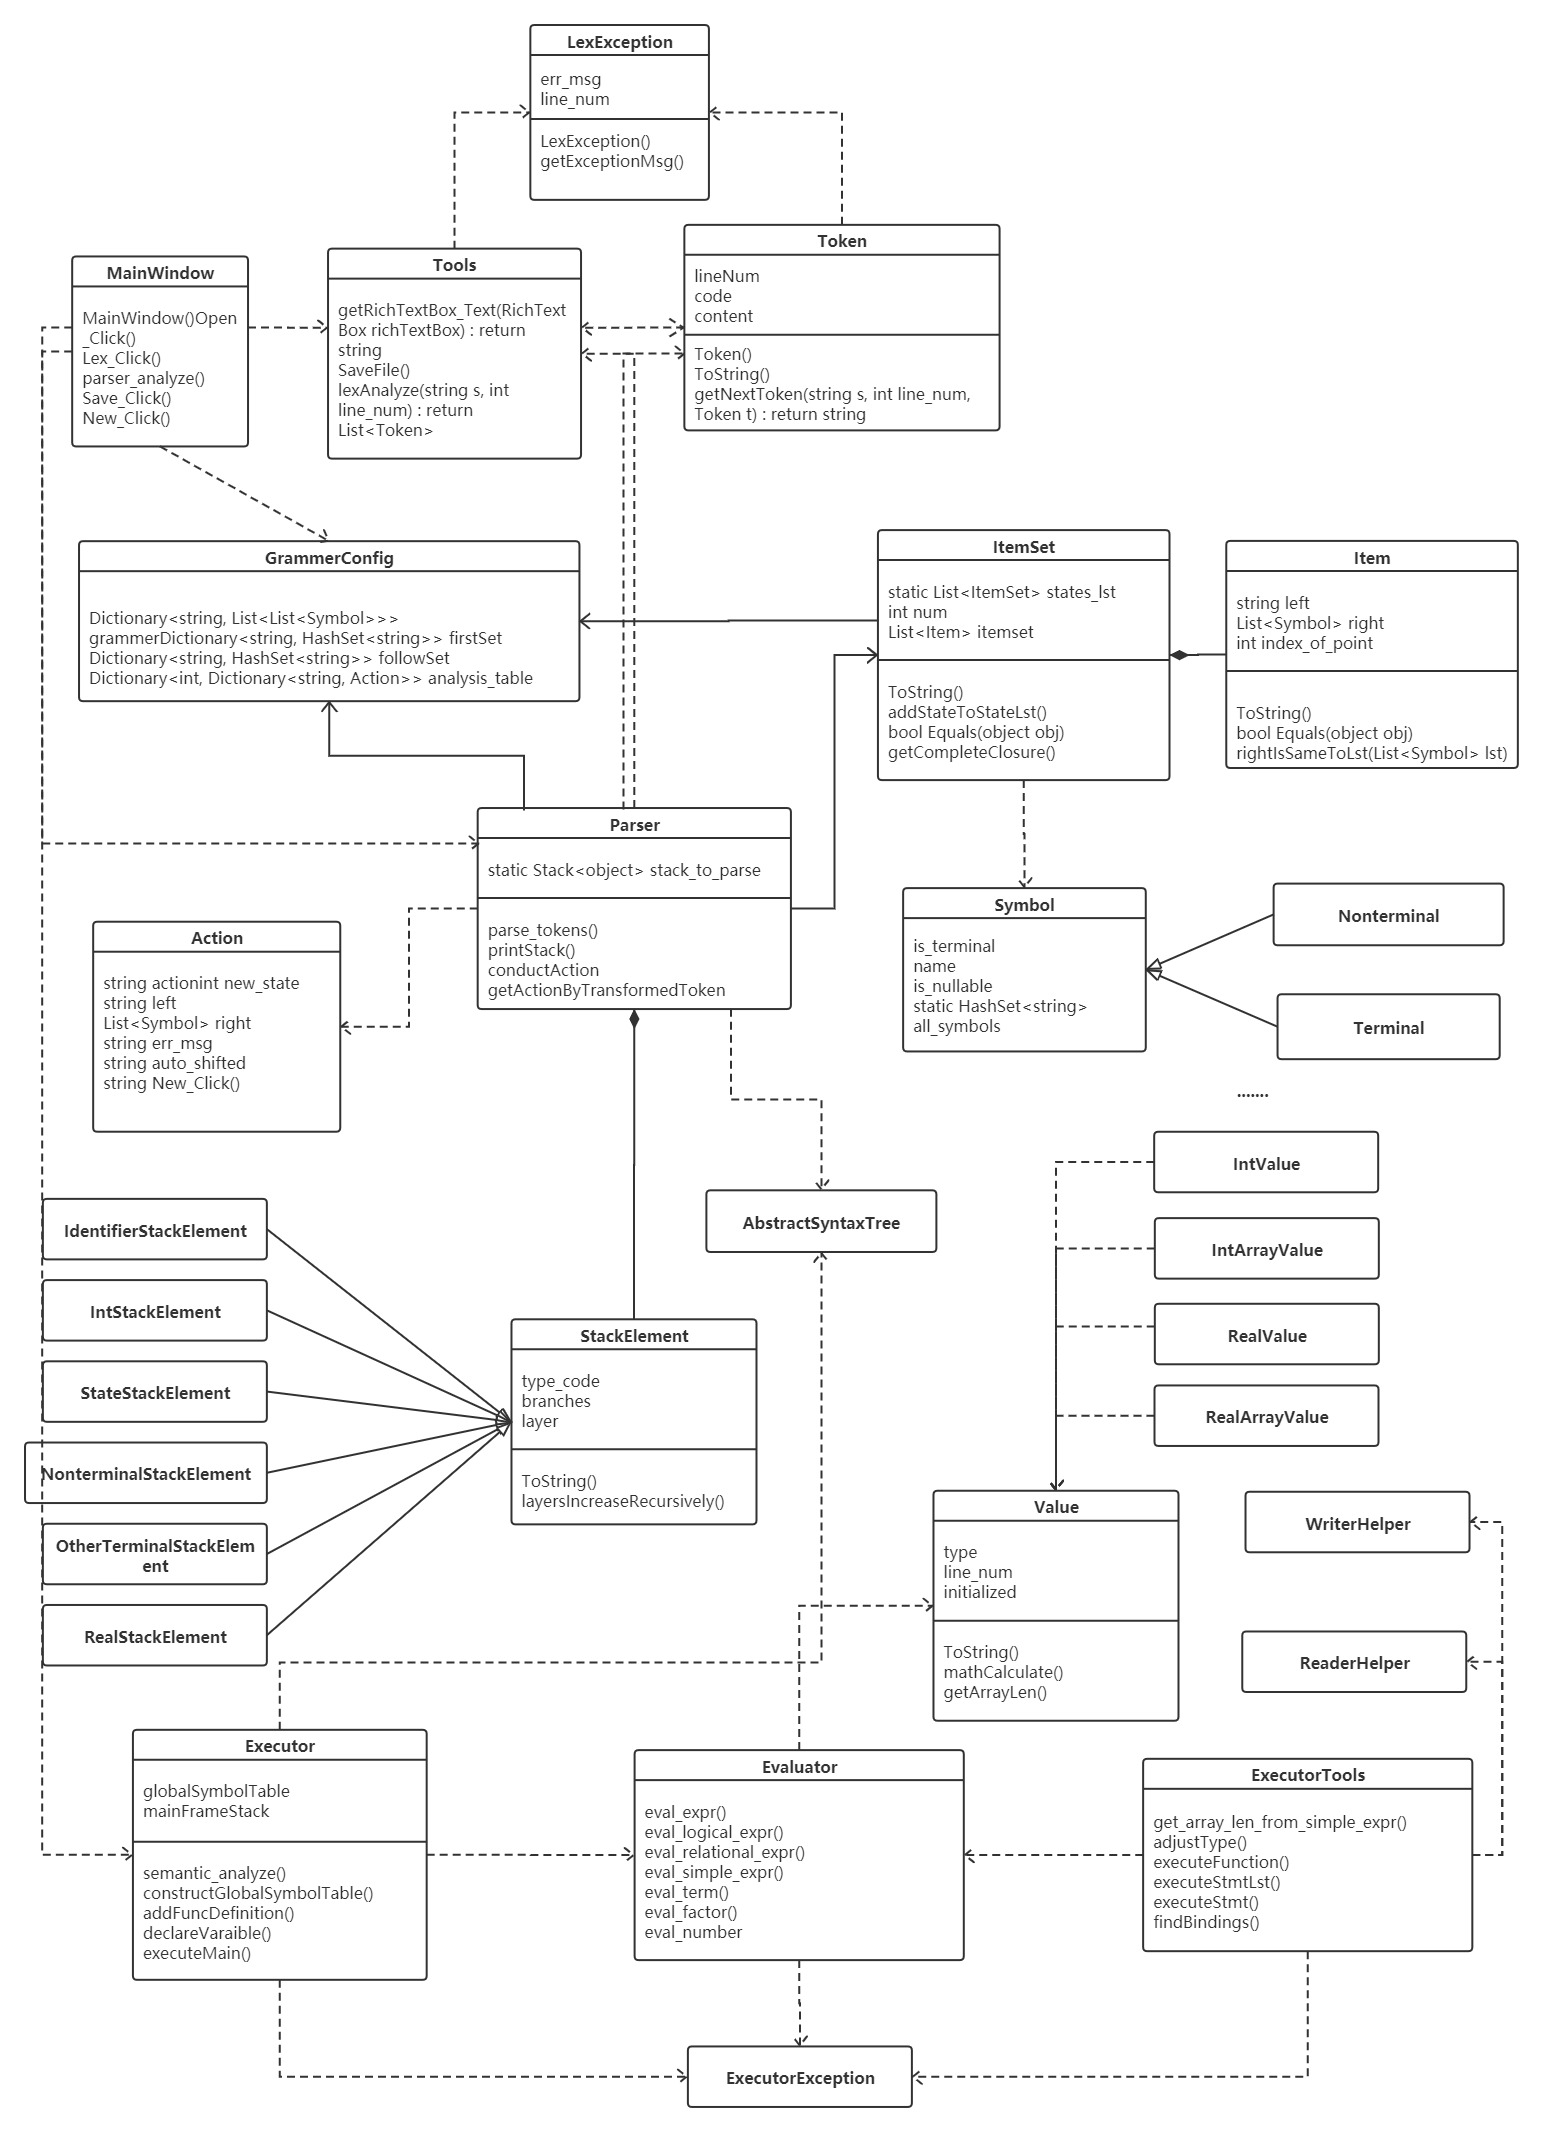 LexException
err_msg
line_num
LexException()
getExceptionMsg()
Token
lineNum
code
content
Token()
ToString()
getNextToken(string s, int line_num,
Token t) : return string
Tools
getRichTextBox_Text(RichText
Box richTextBox) : return
string
SaveFile()
lexAnalyze(string s, int
line_num) : return
List<Token>
MainWindow
MainWindow()Open
_Click()
Lex_Click()
parser_analyze()
Save_Click()
New_Click()
GrammerConfig
Dictionary<string, List<List<Symbol>>>
grammerDictionary<string, HashSet<string>> firstSet
Dictionary<string, HashSet<string>> followSet
Dictionary<int, Dictionary<string, Action>> analysis_table
ItemSet
static List<ItemSet> states_lst
int num
List<Item> itemset
ToString()
addStateToStateLst()
bool Equals(object obj)
getCompleteClosure()
Item
string left
List<Symbol> right
int index_of_point
ToString()
bool Equals(object obj)
rightIsSameToLst(List<Symbol> lst)
Parser
static Stack<object> stack_to_parse
parse_tokens()
printStack()
conductAction
getActionByTransformedToken
Action
string actionint new_state
string left
List<Symbol> right
string err_msg
string auto_shifted
string New_Click()
Symbol
is_terminal
name
is_nullable
static HashSet<string>
all_symbols
Nonterminal
Terminal
.......
IntValue
IntArrayValue
RealValue
RealArrayValue
AbstractSyntaxTree
IdentifierStackElement
IntStackElement
StateStackElement
NonterminalStackElement
OtherTerminalStackElem
ent
RealStackElement
StackElement
type_code
branches
layer
ToString()
layersIncreaseRecursively()
Value
type
line_num
initialized
ToString()
mathCalculate()
getArrayLen()
WriterHelper
ReaderHelper
Executor
globalSymbolTable
mainFrameStack
semantic_analyze()
constructGlobalSymbolTable()
addFuncDefinition()
declareVaraible()
executeMain()
Evaluator
eval_expr()
eval_logical_expr()
eval_relational_expr()
eval_simple_expr()
eval_term()
eval_factor()
eval_number
ExecutorTools
get_array_len_from_simple_expr()
adjustType()
executeFunction()
executeStmtLst()
executeStmt()
findBindings()
ExecutorException